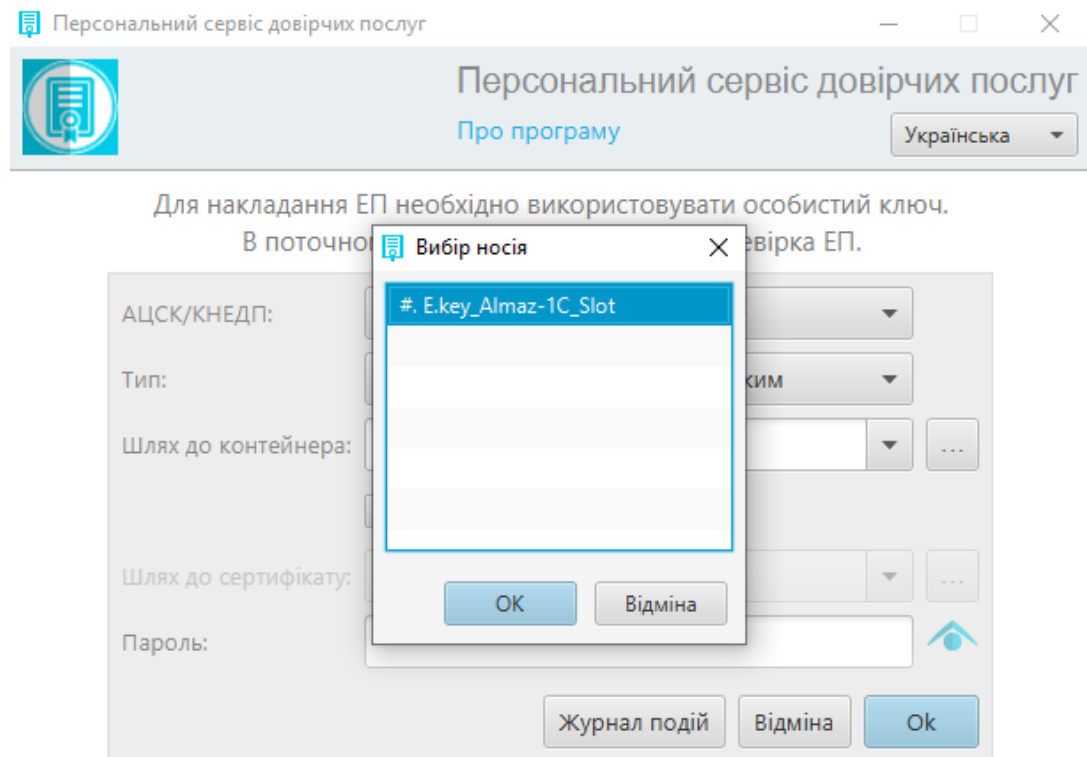 Персональний сервіс довірчих послуг
Персональний сервіс довірчих послуг
Про програму
Українська
Для накладання ЕП необхідно використовувати особистий ключ.
В поточно
евірка ЕП.
Вибір носія
#. E.key_Almaz-1C_Slot
АЦСК/КНЕДП:
Тип:
ким
Шлях до контейнера:
...
Шлях до сертифікату:
...
OK
Відміна
Пароль:
Журнал подій
Відміна
Ok